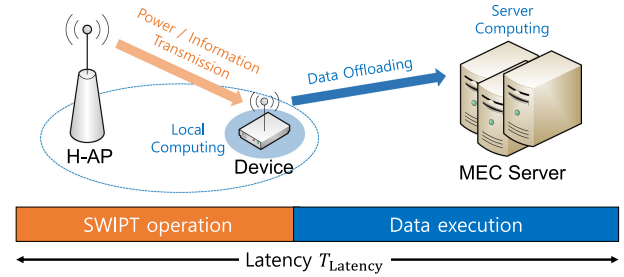 Server
Computing
Power / Information
Transmission
Data Offloading
Local
Computing
H-AP
Device
MEC Server
SWIPT operation
Data execution
Latency T_Latency